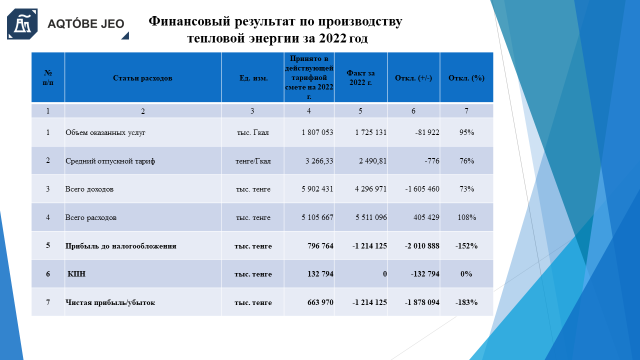 AQTÓBE JEO
Финансовый результат по производству
тепловой энергии за 2022 год
№ п/п Статьи расходов Ед. изм. Принято в действующей тарифной смете на 2022 г. Факт за 2022 г. Откл. (+/-) Откл. (%)
1 2 3 4 5 6 7
1 Объем оказанных услуг тыс. Гкал 1 807 053 1 725 131 -81 922 95%
2 Средний отпускной тариф тенге/Гкал 3 266,33 2 490,81 -776 76%
3 Всего доходов тыс. тенге 5 902 431 4 296 971 -1 605 460 73%
4 Всего расходов тыс. тенге 5 105 667 5 511 096 405 429 108%
5 Прибыль до налогообложения тыс. тенге 796 764 -1 214 125 -2 010 888 -152%
6 КПН тыс. тенге 132 794 0 -132 794 0%
7 Чистая прибыль/убыток тыс. тенге 663 970 -1 214 125 -1 878 094 -183%